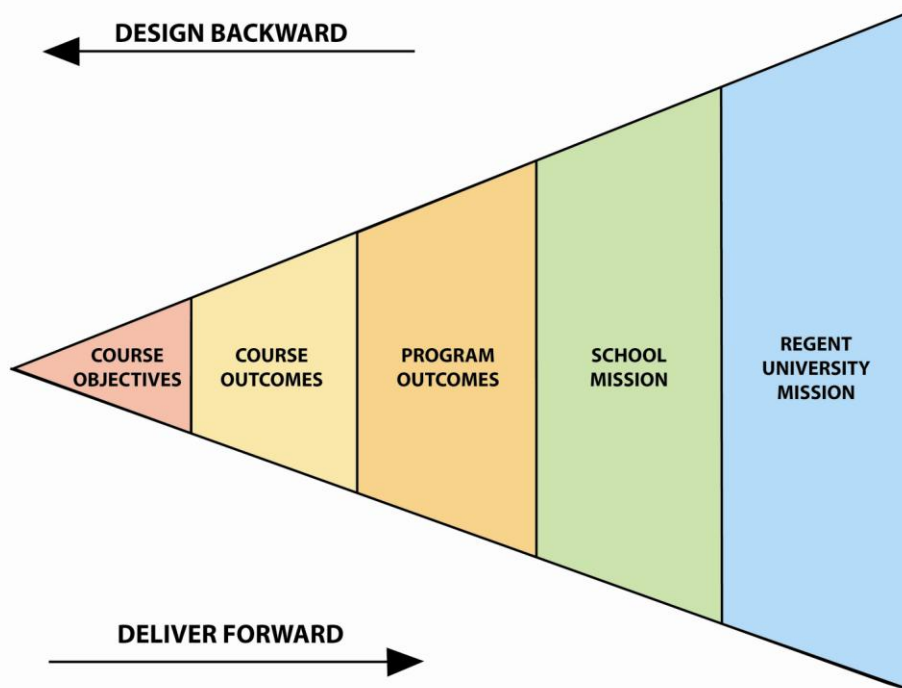 DESIGN BACKWARD
COURSE
OBJECTIVES
COURSE
OUTCOMES
PROGRAM
OUTCOMES
SCHOOL
MISSION
REGENT
UNIVERSITY
MISSION
DELIVER FORWARD